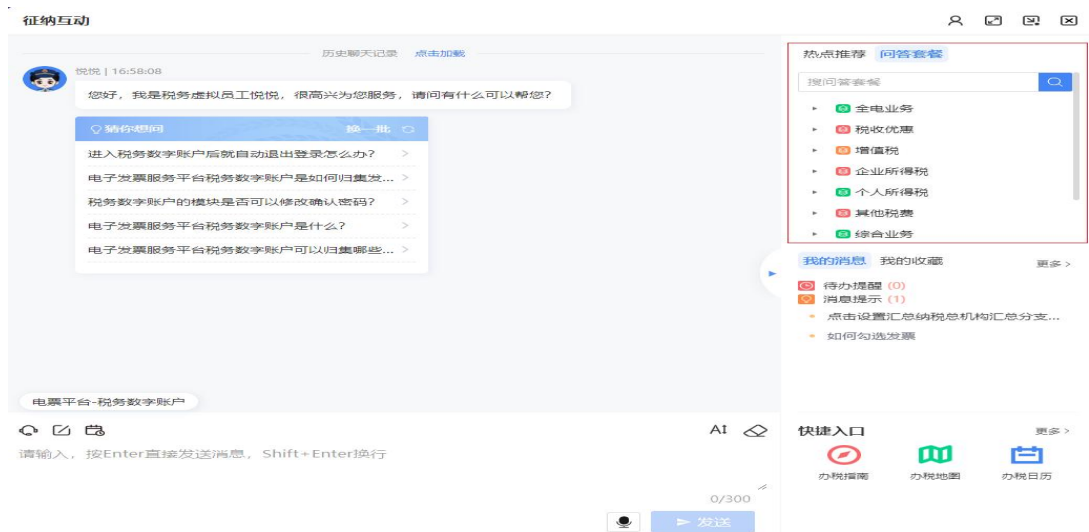 征纳互动
历史聊天记录 点击加载
悦悦 | 16:58:08
您好，我是税务虚拟员工悦悦，很高兴为您服务，请问有什么可以帮您?
猜你想问 换一批
进入税务数字账户后就自动退出登录怎么办?
电子发票服务平台税务数字账户是如何归集发...
税务数字账户的模块是否可以修改确认密码?
电子发票服务平台税务数字账户是什么?
电子发票服务平台税务数字账户可以归集哪些...
电票平台-税务数字账户
AI
请输入，按Enter直接发送消息，Shift+Enter换行
0/300
发送
热点推荐 问答套餐
搜问答套餐
全电业务
税收优惠
增值税
企业所得税
个人所得税
其他税费
综合业务
我的消息 我的收藏 更多 >
待办提醒 (0)
消息提示 (1)
点击设置汇总纳税总机构汇总分支...
如何勾选发票
快捷入口 更多 >
办税指南 办税地图 办税日历